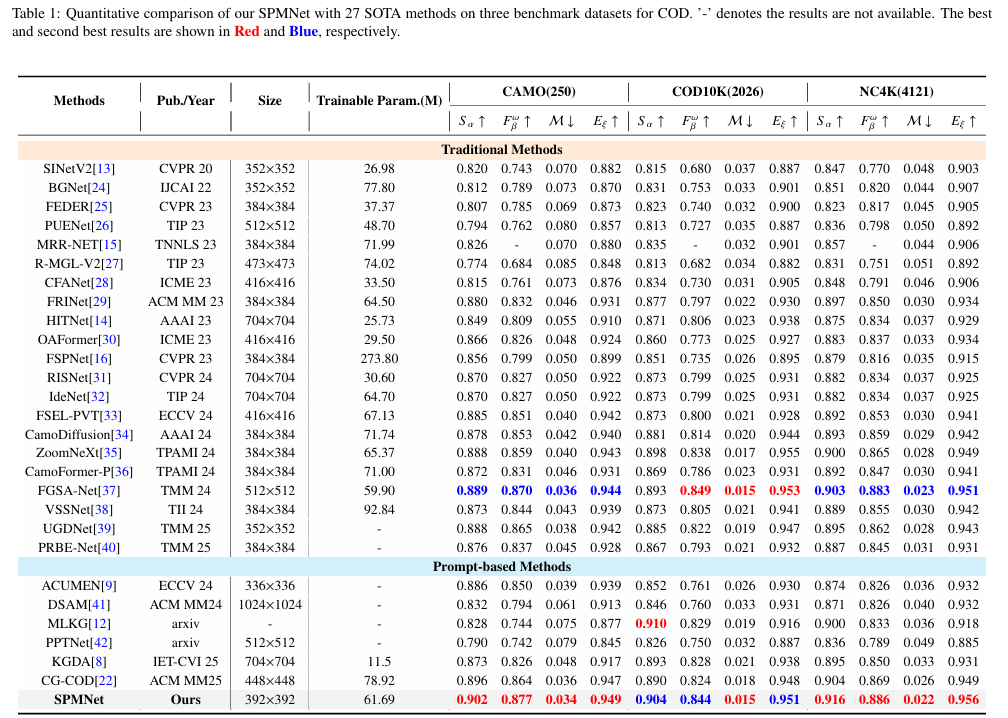 Table 1: Quantitative comparison of our SPMNet with 27 SOTA methods on three benchmark datasets for COD. '-' denotes the results are not available. The best
and second best results are shown in Red and Blue, respectively.
Methods Pub./Year Size Trainable Param.(M) CAMO(250) COD10K(2026) NC4K(4121)
S α ↑ F β ω ↑ M ↓ E ξ ↑ S α ↑ F β ω ↑ M ↓ E ξ ↑ S α ↑ F β ω ↑ M ↓ E ξ ↑
Traditional Methods
SINetV2[13] CVPR 20 352×352 26.98 0.820 0.743 0.070 0.882 0.815 0.680 0.037 0.887 0.847 0.770 0.048 0.903
BGNet[24] IJCAI 22 352×352 77.80 0.812 0.789 0.073 0.870 0.831 0.753 0.033 0.901 0.851 0.820 0.044 0.907
FEDER[25] CVPR 23 384×384 37.37 0.807 0.785 0.069 0.873 0.823 0.740 0.032 0.900 0.823 0.817 0.045 0.905
PUENet[26] TIP 23 512×512 48.70 0.794 0.762 0.080 0.857 0.813 0.727 0.035 0.887 0.836 0.798 0.050 0.892
MRR-NET[15] TNNLS 23 384×384 71.99 0.826 - 0.070 0.880 0.835 - 0.032 0.901 0.857 - 0.044 0.906
R-MGL-V2[27] TIP 23 473×473 74.02 0.774 0.684 0.085 0.848 0.813 0.682 0.034 0.882 0.831 0.751 0.051 0.892
CFANet[28] ICME 23 416×416 33.50 0.815 0.761 0.073 0.876 0.834 0.730 0.031 0.905 0.848 0.791 0.046 0.906
FRINet[29] ACM MM 23 384×384 64.50 0.880 0.832 0.046 0.931 0.877 0.797 0.022 0.930 0.897 0.850 0.030 0.934
HITNet[14] AAAI 23 704×704 25.73 0.849 0.809 0.055 0.910 0.871 0.806 0.023 0.938 0.875 0.834 0.037 0.929
OAFormer[30] ICME 23 416×416 29.50 0.866 0.826 0.048 0.924 0.860 0.773 0.025 0.927 0.883 0.837 0.033 0.934
FSPNet[16] CVPR 23 384×384 273.80 0.856 0.799 0.050 0.899 0.851 0.735 0.026 0.895 0.879 0.816 0.035 0.915
RISNet[31] CVPR 24 704×704 30.60 0.870 0.827 0.050 0.922 0.873 0.799 0.025 0.931 0.882 0.834 0.037 0.925
IdeNet[32] TIP 24 704×704 64.70 0.870 0.827 0.050 0.922 0.873 0.799 0.025 0.931 0.882 0.834 0.037 0.925
FSEL-PVT[33] ECCV 24 416×416 67.13 0.885 0.851 0.040 0.942 0.873 0.800 0.021 0.928 0.892 0.853 0.030 0.941
CamoDiffusion[34] AAAI 24 384×384 71.74 0.878 0.853 0.042 0.940 0.881 0.814 0.020 0.944 0.893 0.859 0.029 0.942
ZoomNeXt[35] TPAMI 24 384×384 65.37 0.888 0.859 0.040 0.943 0.898 0.838 0.017 0.955 0.900 0.865 0.028 0.949
CamoFormer-P[36] TPAMI 24 384×384 71.00 0.872 0.831 0.046 0.931 0.869 0.786 0.023 0.931 0.892 0.847 0.030 0.941
FGSA-Net[37] TMM 24 512×512 59.90 0.889 0.870 0.036 0.944 0.893 0.849 0.015 0.953 0.903 0.883 0.023 0.951
VSSNet[38] TII 24 384×384 92.84 0.873 0.844 0.043 0.939 0.873 0.805 0.021 0.941 0.889 0.855 0.030 0.942
UGDNet[39] TMM 25 352×352 - 0.888 0.865 0.038 0.942 0.885 0.822 0.019 0.947 0.895 0.862 0.028 0.943
PRBE-Net[40] TMM 25 384×384 - 0.876 0.837 0.045 0.928 0.867 0.793 0.021 0.932 0.887 0.845 0.031 0.931
Prompt-based Methods
ACUMEN[9] ECCV 24 336×336 - 0.886 0.850 0.039 0.939 0.852 0.761 0.026 0.930 0.874 0.826 0.036 0.932
DSAM[41] ACM MM24 1024×1024 - 0.832 0.794 0.061 0.913 0.846 0.760 0.033 0.931 0.871 0.826 0.040 0.932
MLKG[12] arxiv - - 0.828 0.744 0.075 0.877 0.910 0.829 0.019 0.916 0.900 0.833 0.036 0.918
PPTNet[42] arxiv 512×512 - 0.790 0.742 0.079 0.845 0.826 0.750 0.032 0.887 0.836 0.789 0.049 0.885
KGDA[8] IET-CVI 25 704×704 11.5 0.873 0.826 0.048 0.917 0.893 0.828 0.021 0.938 0.895 0.850 0.033 0.931
CG-COD[22] ACM MM25 448×448 78.92 0.896 0.864 0.036 0.947 0.890 0.824 0.018 0.948 0.904 0.869 0.026 0.949
SPMNet Ours 392×392 61.69 0.902 0.877 0.034 0.949 0.904 0.844 0.015 0.951 0.916 0.886 0.022 0.956